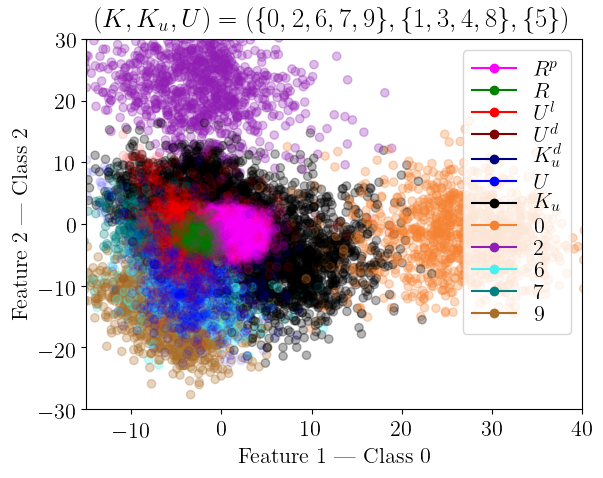 (K, K_u, U) = ({0, 2, 6, 7, 9}, {1, 3, 4, 8}, {5})
30
20
10
0
−10
−20
−30
Feature 2 — Class 2
−10
0
10
20
30
40
Feature 1 — Class 0
R^p
R
U^l
U^d
K_u^d
U
K_u
0
2
6
7
9